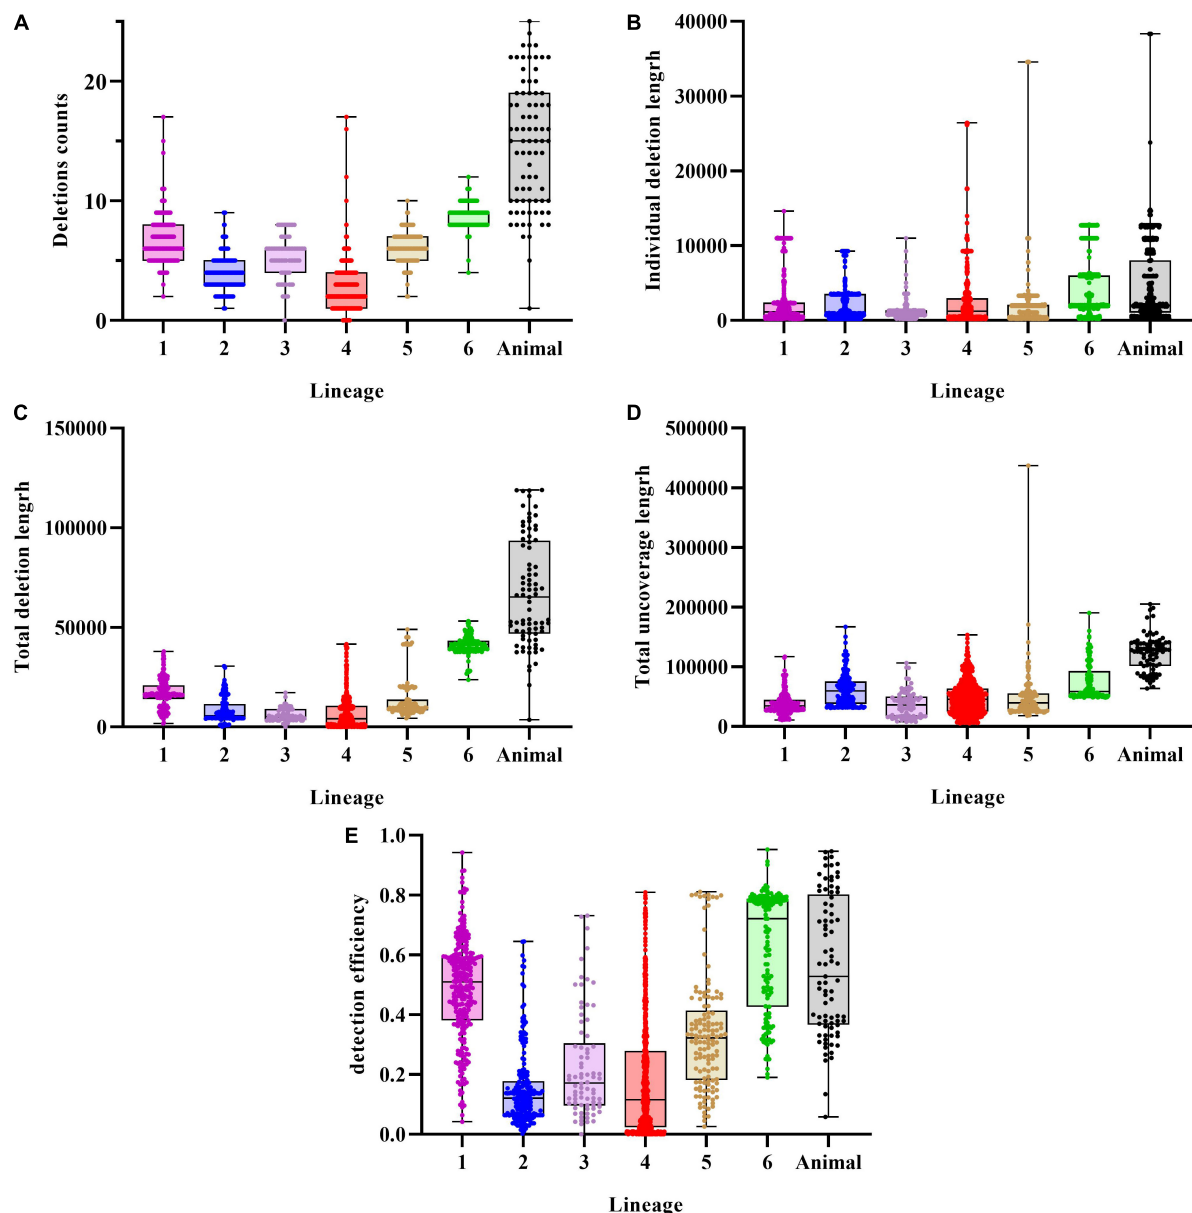 A
Deletions counts
20
10
0
1 2 3 4 5 6 Animal
Lineage
B
Individual deletion lengrh
40000
30000
20000
10000
0
1 2 3 4 5 6 Animal
Lineage
C
Total deletion lengrh
150000
100000
50000
0
1 2 3 4 5 6 Animal
Lineage
D
Total uncoverage lengrh
500000
400000
300000
200000
100000
0
1 2 3 4 5 6 Animal
Lineage
E
detection efficiency
1.0
0.8
0.6
0.4
0.2
0.0
1 2 3 4 5 6 Animal
Lineage